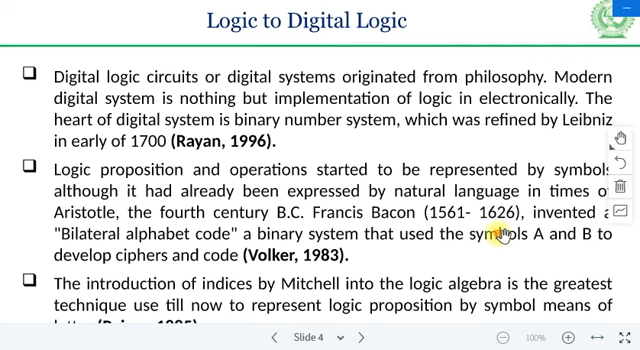 Logic to Digital Logic
❑ Digital logic circuits or digital systems originated from philosophy. Modern
digital system is nothing but implementation of logic in electronically. The
heart of digital system is binary number system, which was refined by Leibniz
in early of 1700 (Rayan, 1996).
❑ Logic proposition and operations started to be represented by symbols
although it had already been expressed by natural language in times of
Aristotle, the fourth century B.C. Francis Bacon (1561- 1626), invented a
"Bilateral alphabet code" a binary system that used the symbols A and B to
develop ciphers and code (Volker, 1983).
❑ The introduction of indices by Mitchell into the logic algebra is the greatest
technique use till now to represent logic proposition by symbol means of
Slide 4
100%